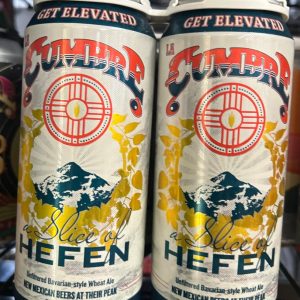 GET ELEVATED
LA
CUMBRE
a Slice of
HEFEN
Unfiltered Bavarian-style Wheat Ale
NEW MEXICAN BEERS AT THEIR PEAK
GET ELEVATED
LA
CUMBRE
a Slice of
HEFEN
Unfiltered Bavarian-style Wheat Ale
NEW MEXICAN BEERS AT THEIR PEAK